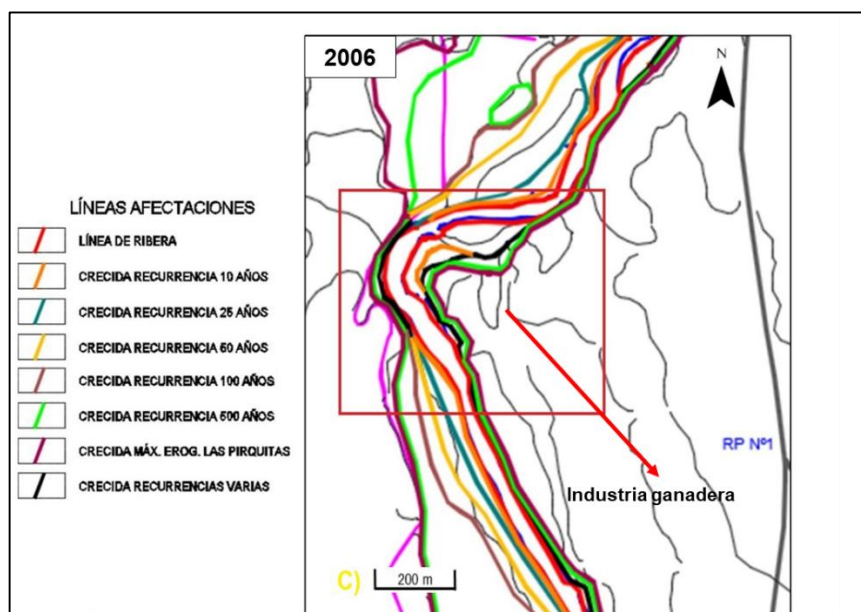 2006
N
LÍNEAS AFECTACIONES
LÍNEA DE RIBERA
CRECIDA RECURRENCIA 10 AÑOS
CRECIDA RECURRENCIA 25 AÑOS
CRECIDA RECURRENCIA 50 AÑOS
CRECIDA RECURRENCIA 100 AÑOS
CRECIDA RECURRENCIA 500 AÑOS
CRECIDA MÁX. EROG. LAS PIRQUITAS
CRECIDA RECURRENCIAS VARIAS
RP Nº1
Industria ganadera
C)
200 m